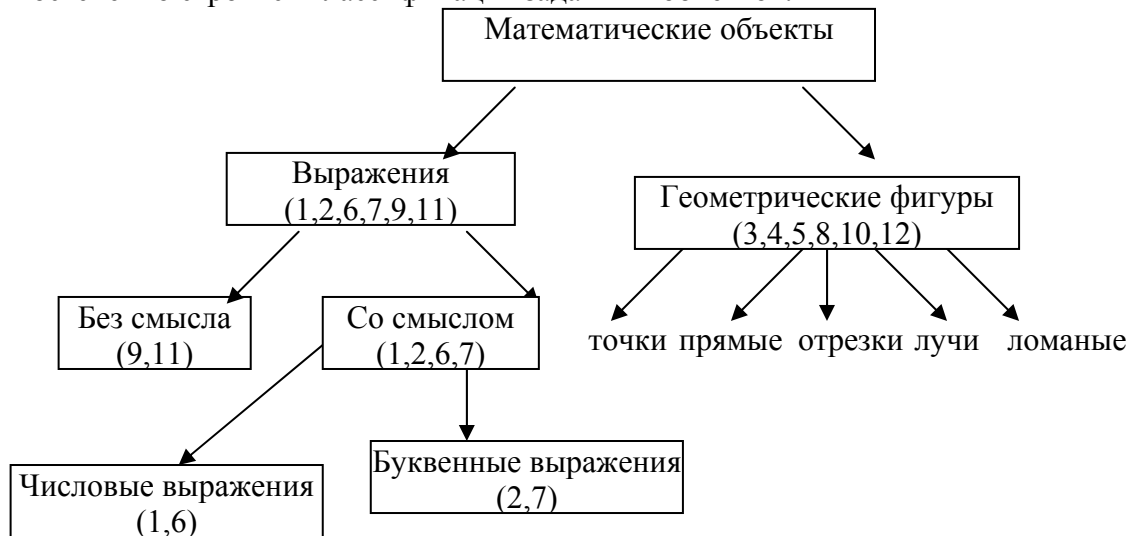 Математические объекты
Выражения
(1,2,6,7,9,11)
Геометрические фигуры
(3,4,5,8,10,12)
Без смысла
(9,11)
Со смыслом
(1,2,6,7)
точки прямые отрезки лучи ломаные
Числовые выражения
(1,6)
Буквенные выражения
(2,7)